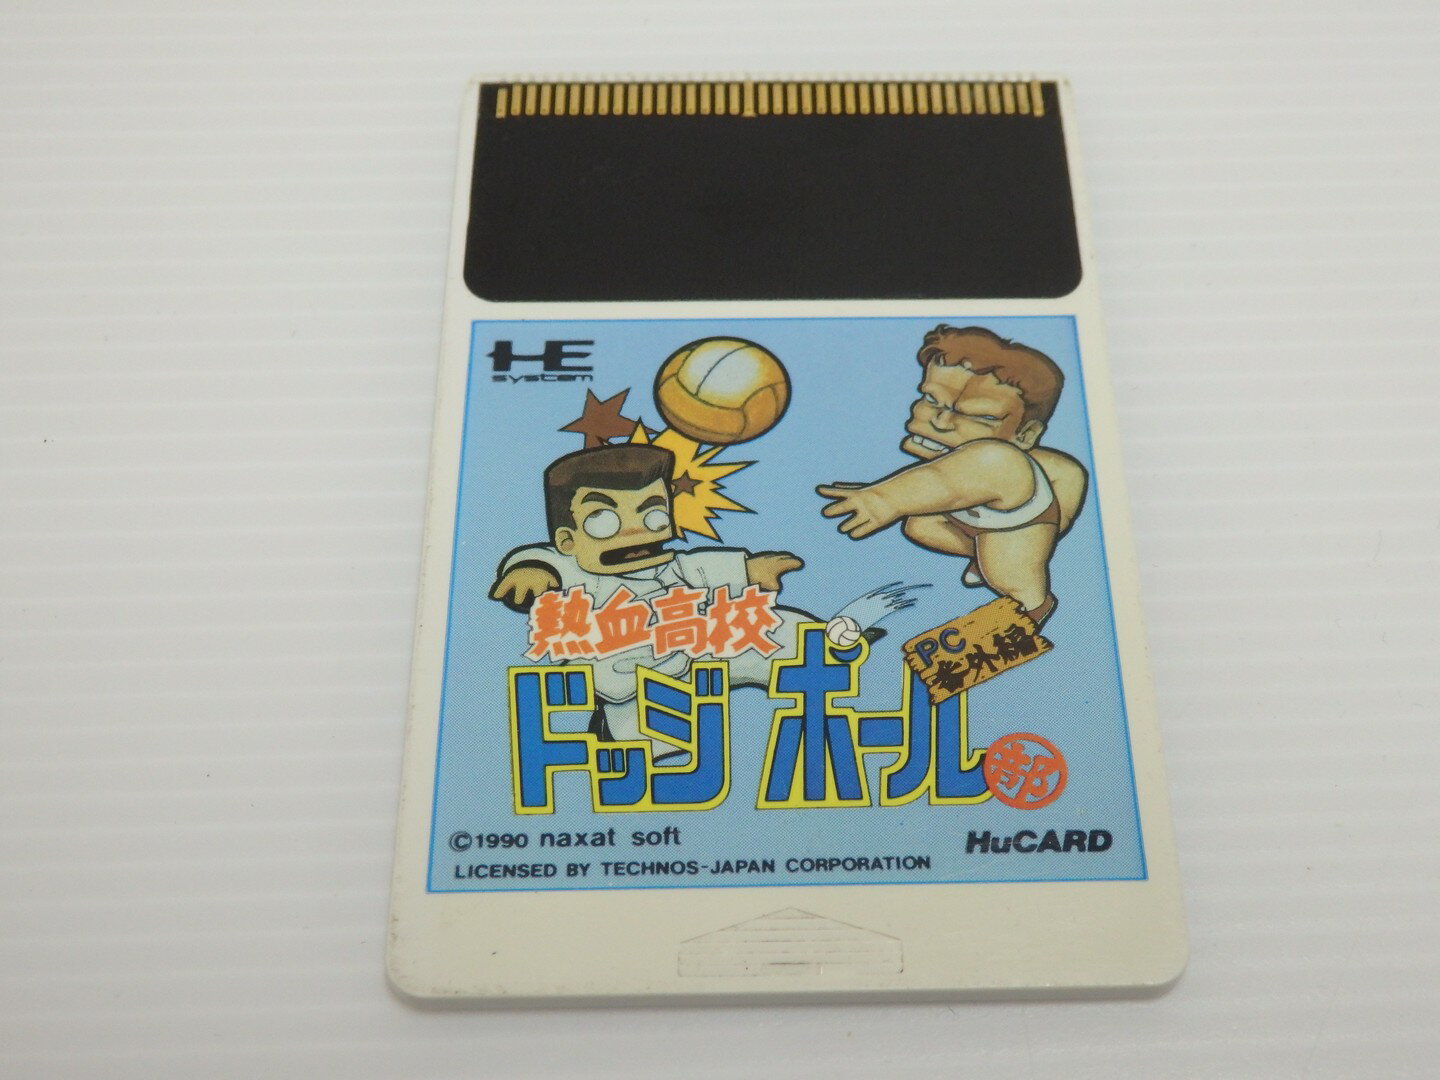 HE
system
熱血高校
ドッジボール部
PC
番外編
©1990 naxat soft
HuCARD
LICENSED BY TECHNOS-JAPAN CORPORATION